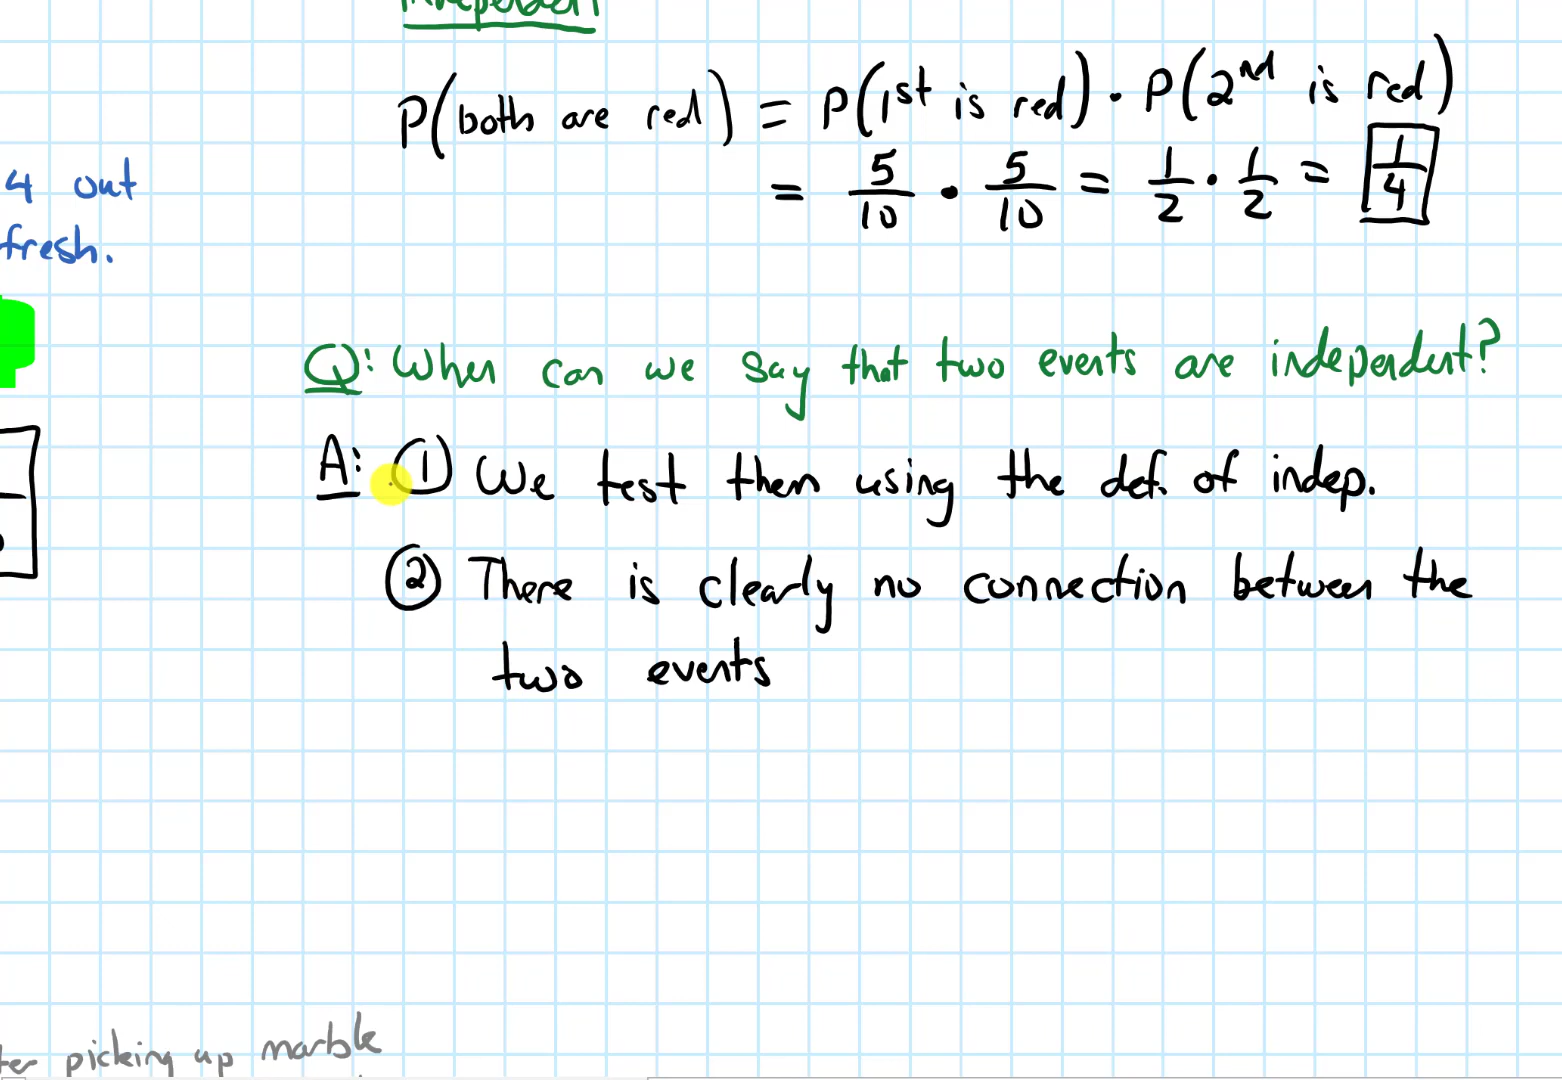 Independent
P(both are red) = P(1st is red) · P(2nd is red)
= 5/10 · 5/10 = 1/2 · 1/2 = 1/4
4 out
fresh.
Q: When can we say that two events are independent?
A: ① We test them using the def. of indep.
② There is clearly no connection between the
two events
picking up marble